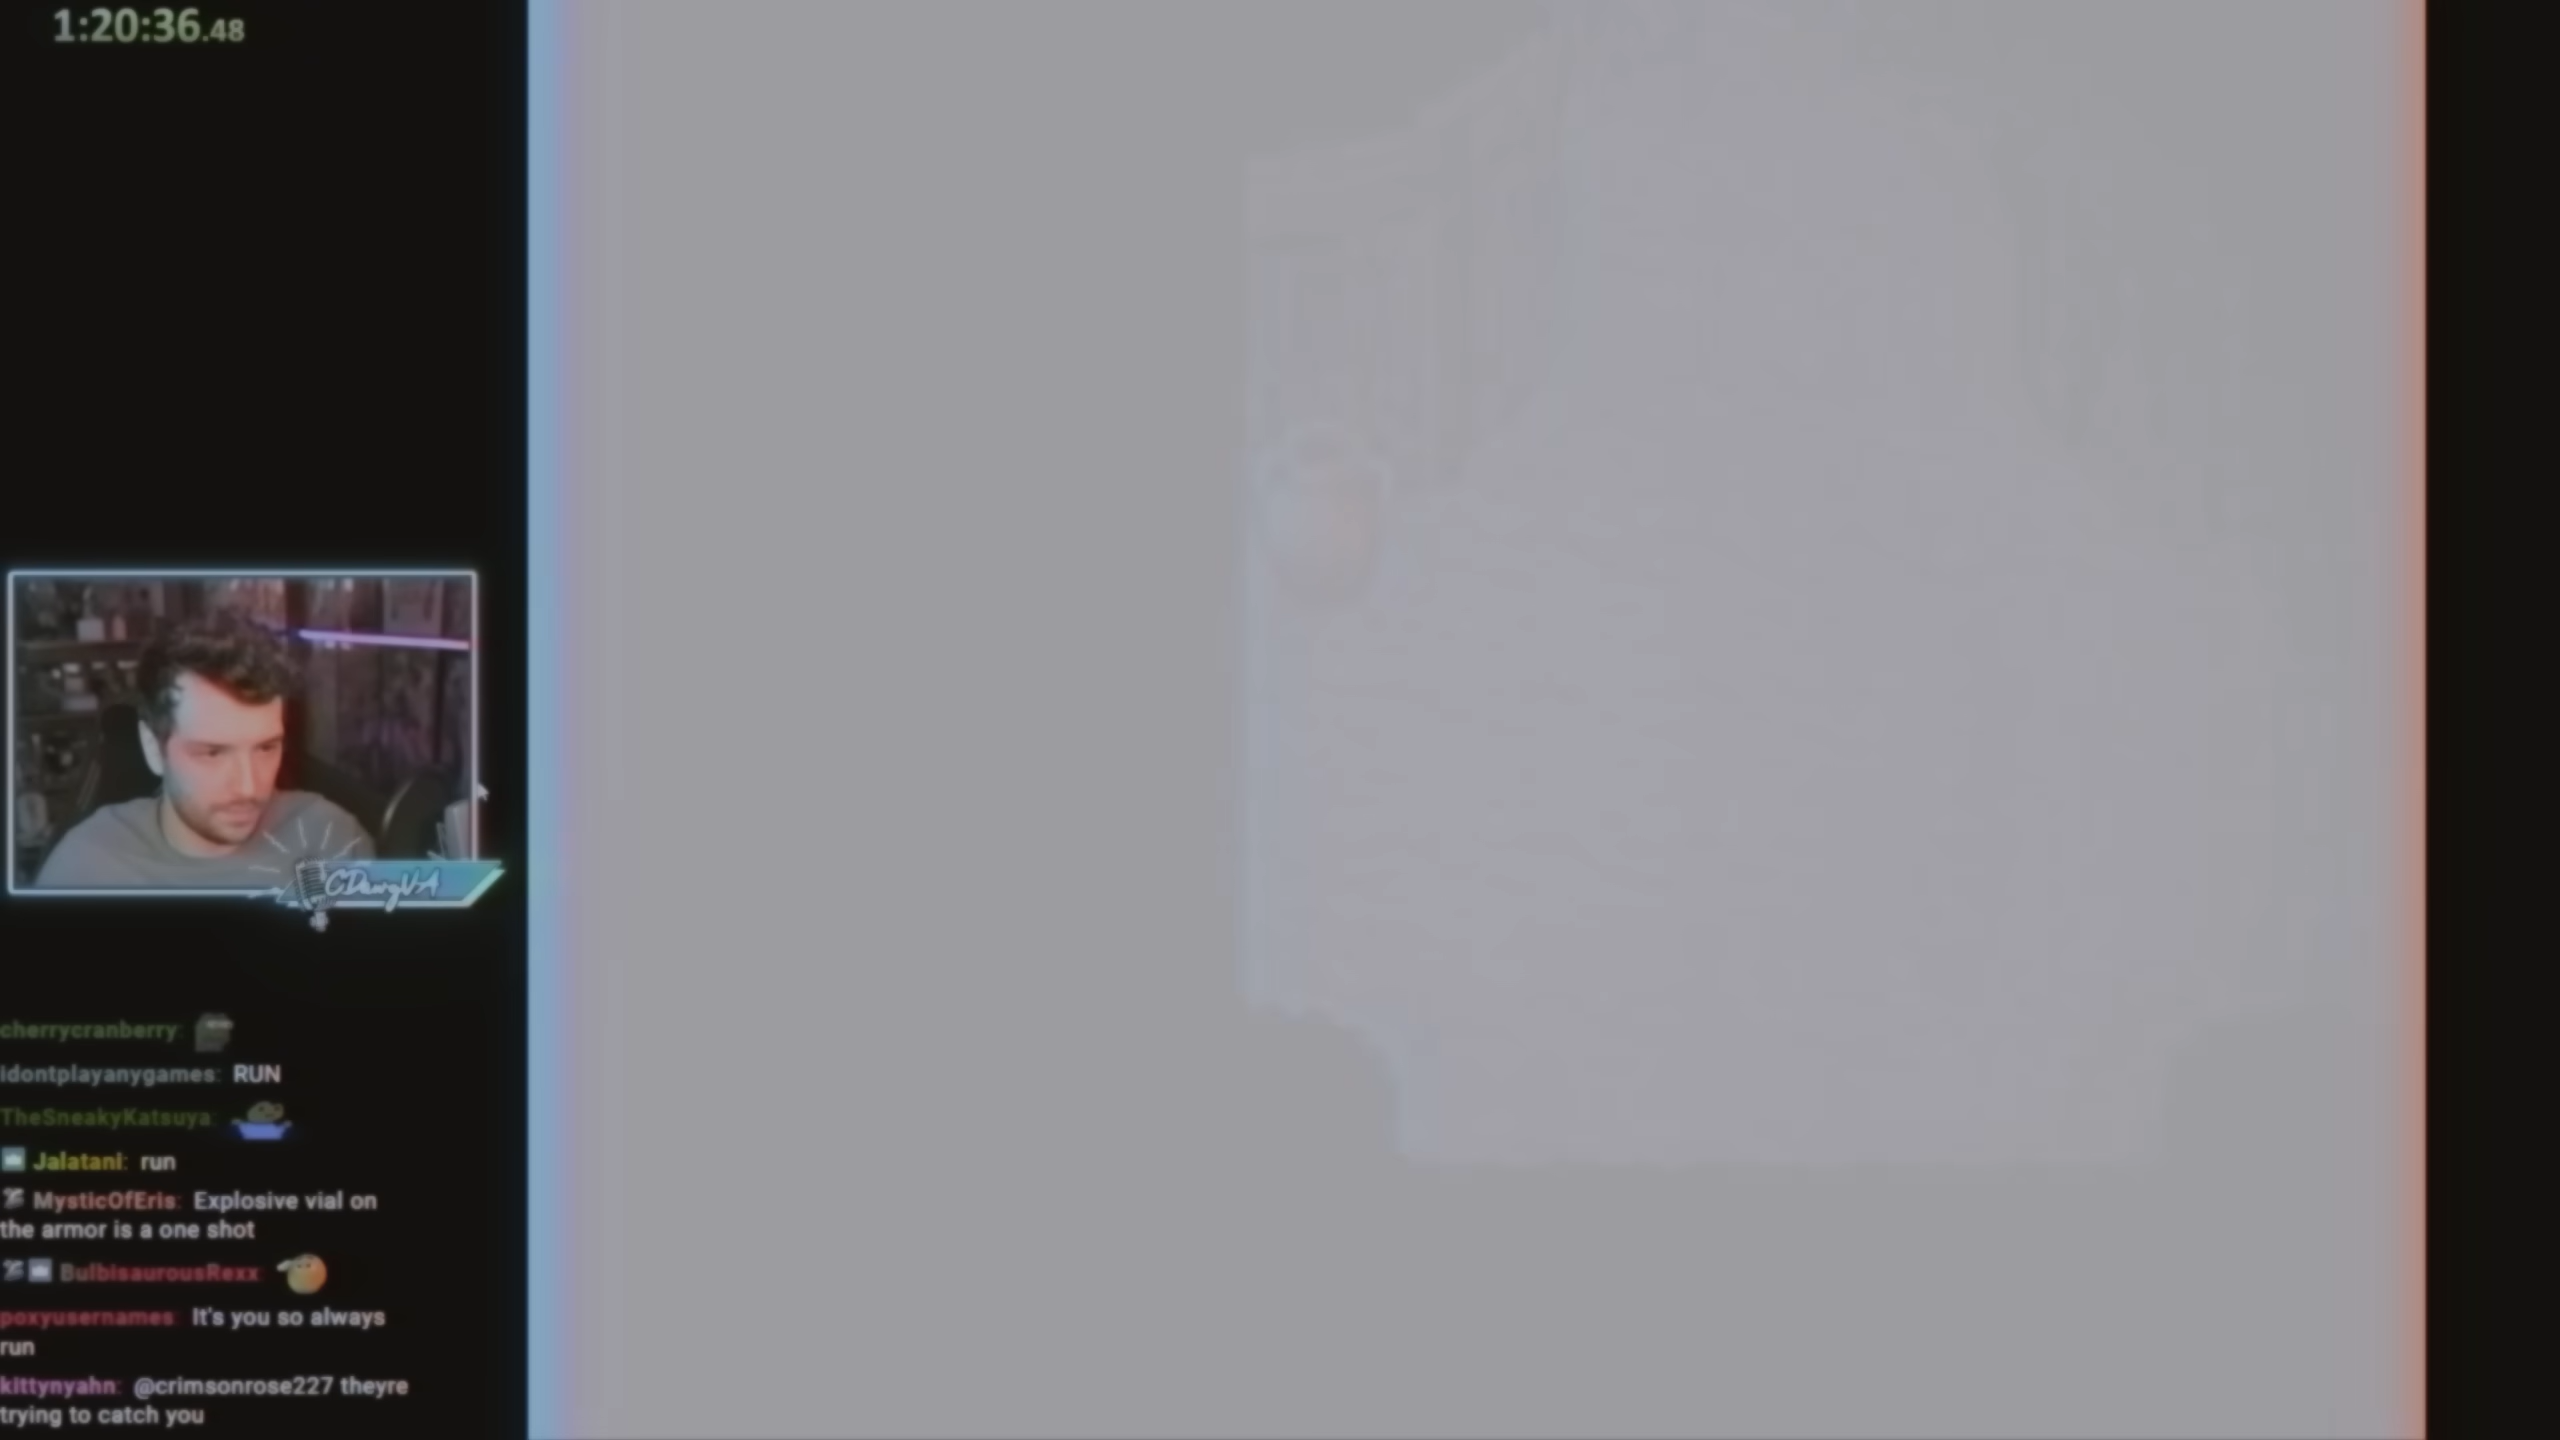 1:20:36.48
CDawgVA
cherrycranberry:
idontplayanygames: RUN
TheSneakyKatsuya:
Jalatani: run
MysticOfEris: Explosive vial on
the armor is a one shot
BulbisaurousRexx:
poxyusernames: It's you so always
run
kittynyahn: @crimsonrose227 theyre
trying to catch you